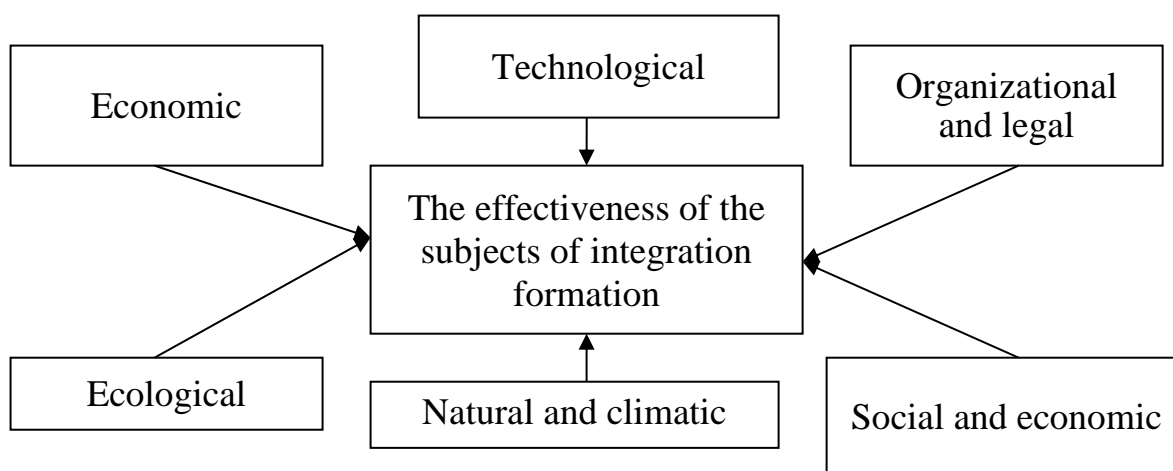 Economic
Technological
Organizational
and legal
The effectiveness of the
subjects of integration
formation
Ecological
Natural and climatic
Social and economic